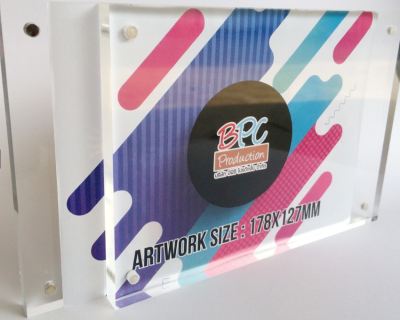 BPC
Production
ARTWORK SIZE : 178X127MM